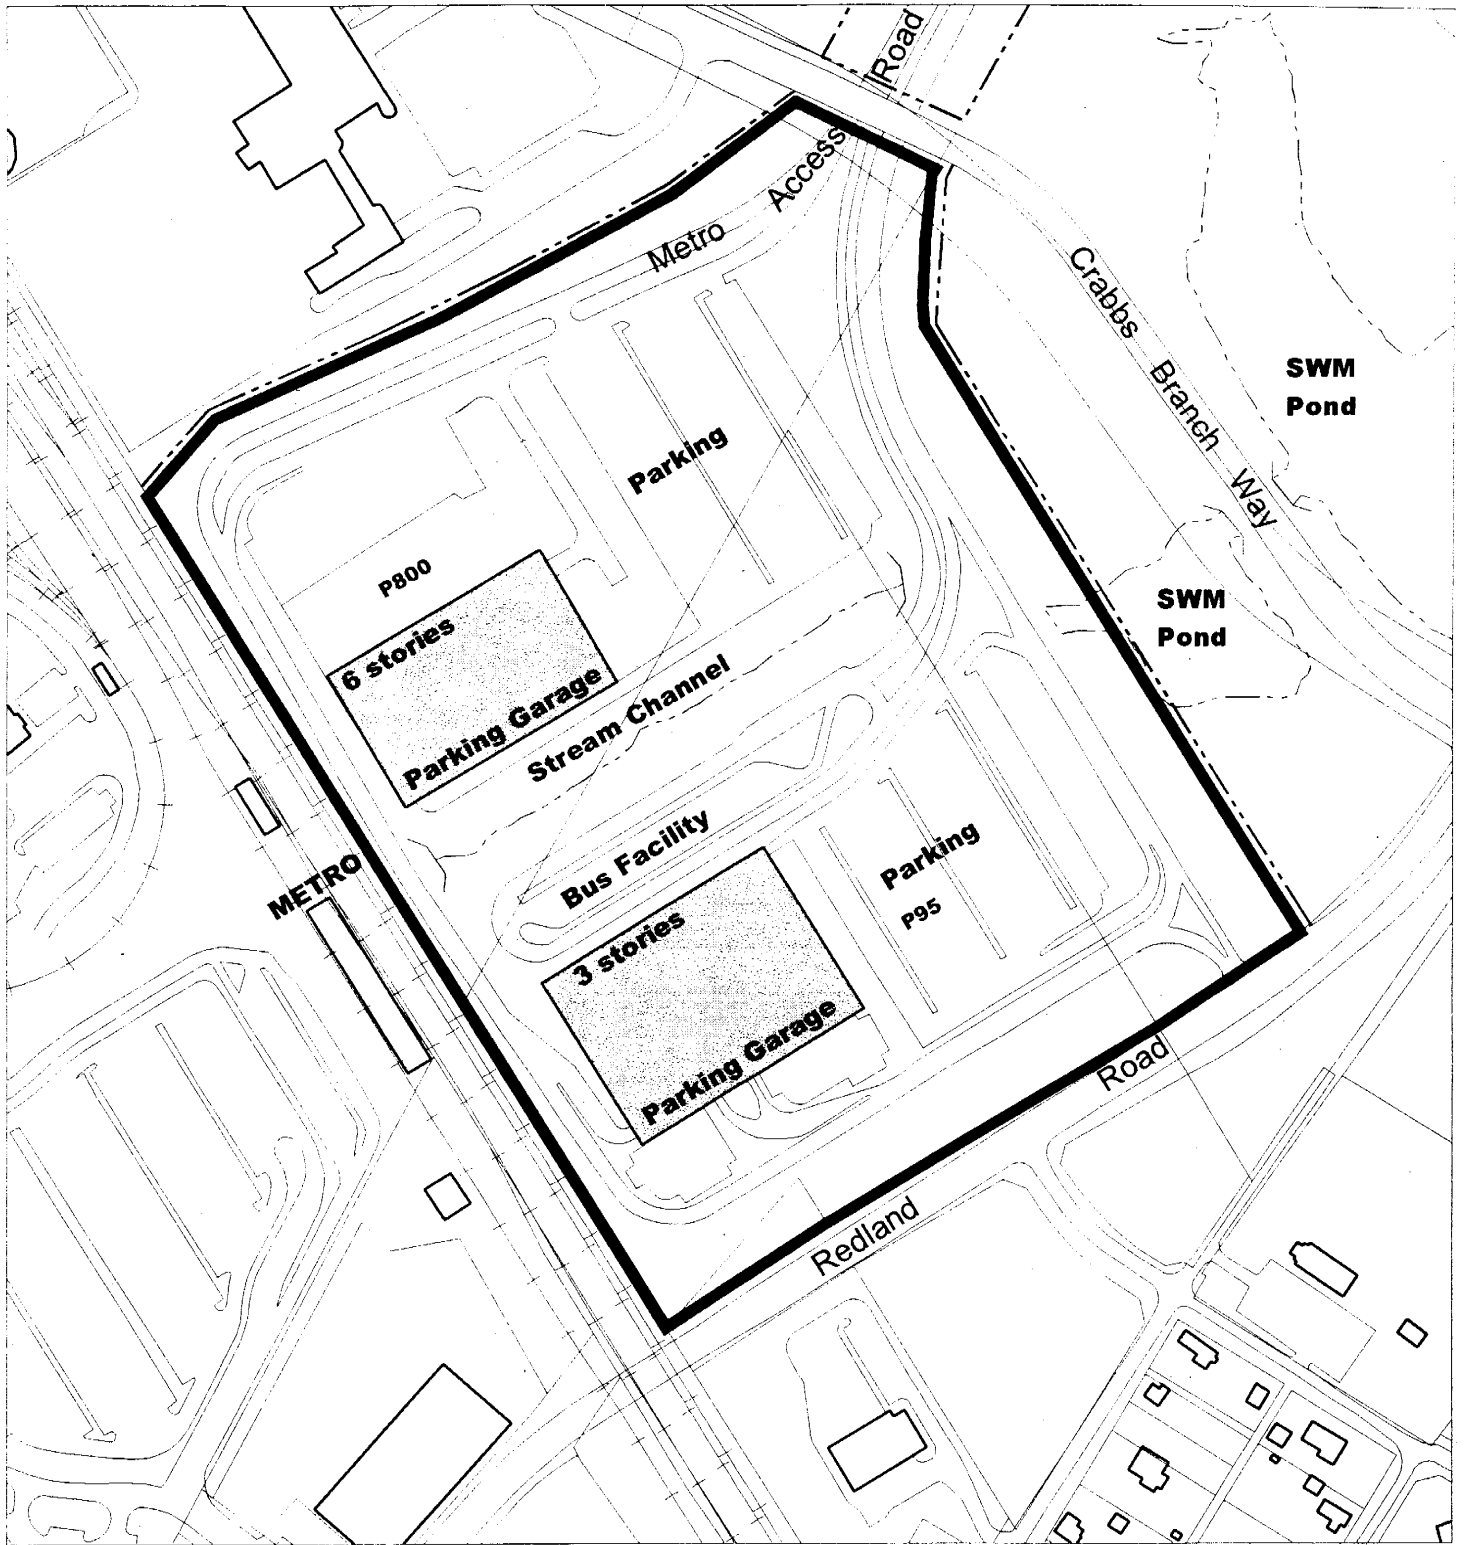 Road
Metro Access
Crabbs Branch Way
SWM
Pond
Parking
P800
SWM
Pond
6 stories
Parking Garage
Stream Channel
Bus Facility
Parking
P95
METRO
3 stories
Parking Garage
Redland Road